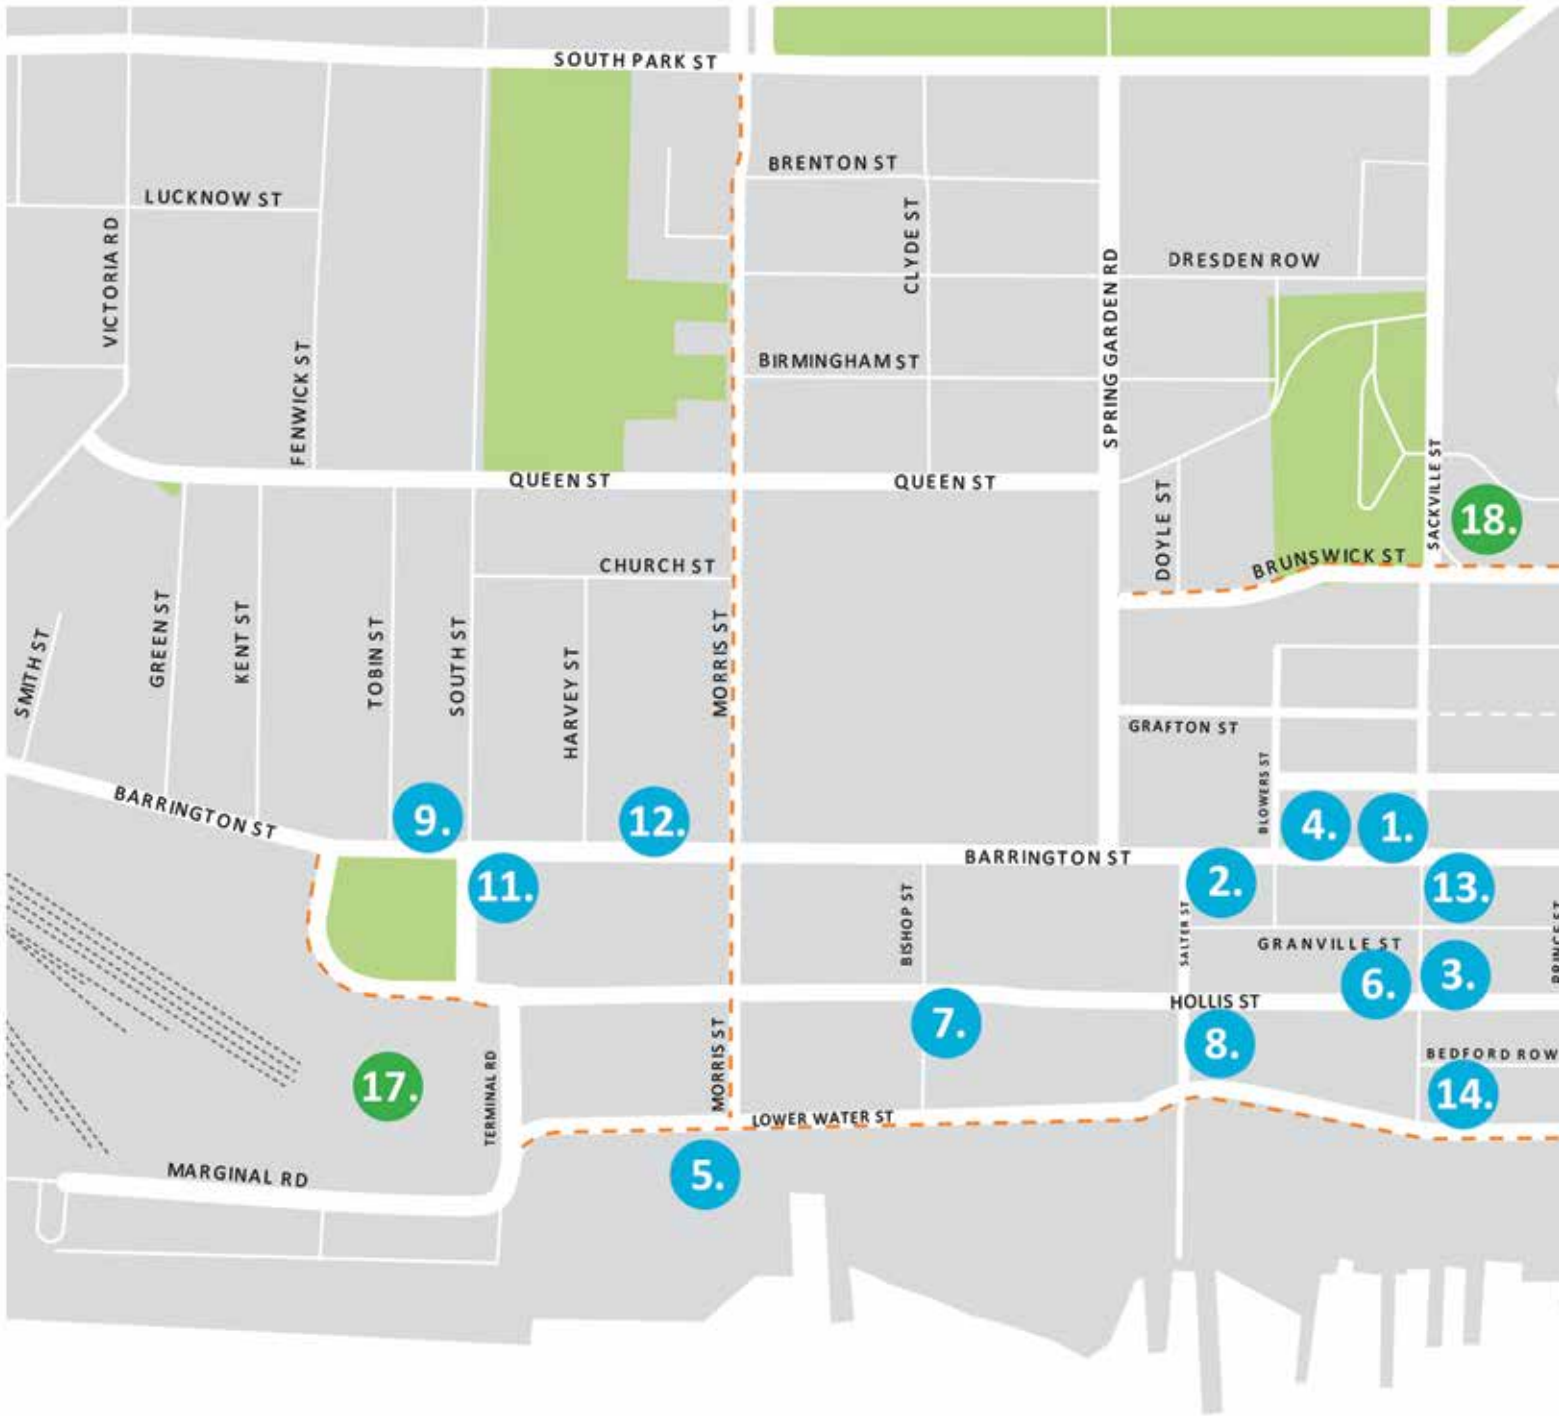 SOUTH PARK ST
BRENTON ST
LUCKNOW ST
VICTORIA RD
CLYDE ST
DRESDEN ROW
SPRING GARDEN RD
FENWICK ST
BIRMINGHAM ST
QUEEN ST
QUEEN ST
SACKVILLE ST
18.
DOYLE ST
BRUNSWICK ST
CHURCH ST
SMITH ST
GREEN ST
KENT ST
TOBIN ST
SOUTH ST
HARVEY ST
MORRIS ST
GRAFTON ST
BLOWERS ST
BARRINGTON ST
9.
12.
4.
1.
BARRINGTON ST
11.
2.
13.
BISHOP ST
SALTER ST
GRANVILLE ST
PRINCE ST
6.
3.
HOLLIS ST
7.
8.
MORRIS ST
BEDFORD ROW
17.
TERMINAL RD
14.
LOWER WATER ST
5.
MARGINAL RD